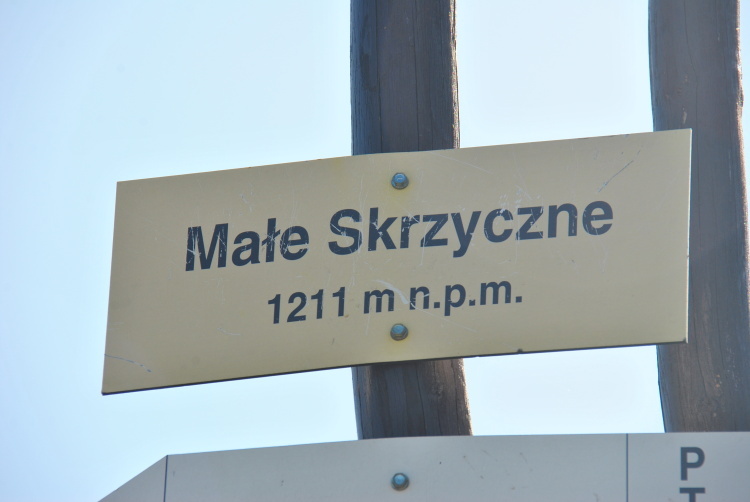 Małe Skrzyczne
1211 m n.p.m.
P
T